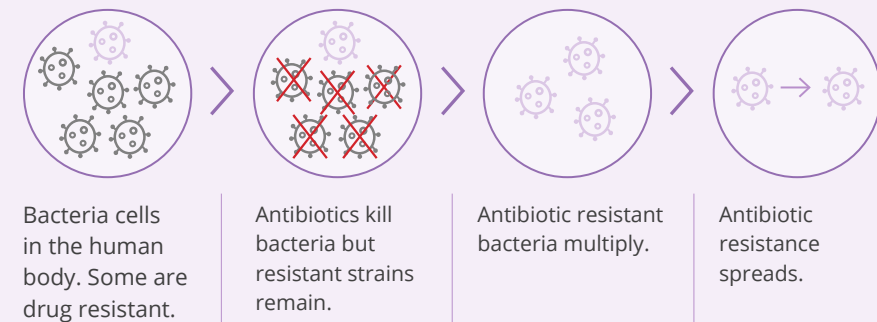 Bacteria cells
in the human
body. Some are
drug resistant.
Antibiotics kill
bacteria but
resistant strains
remain.
Antibiotic resistant
bacteria multiply.
Antibiotic
resistance
spreads.